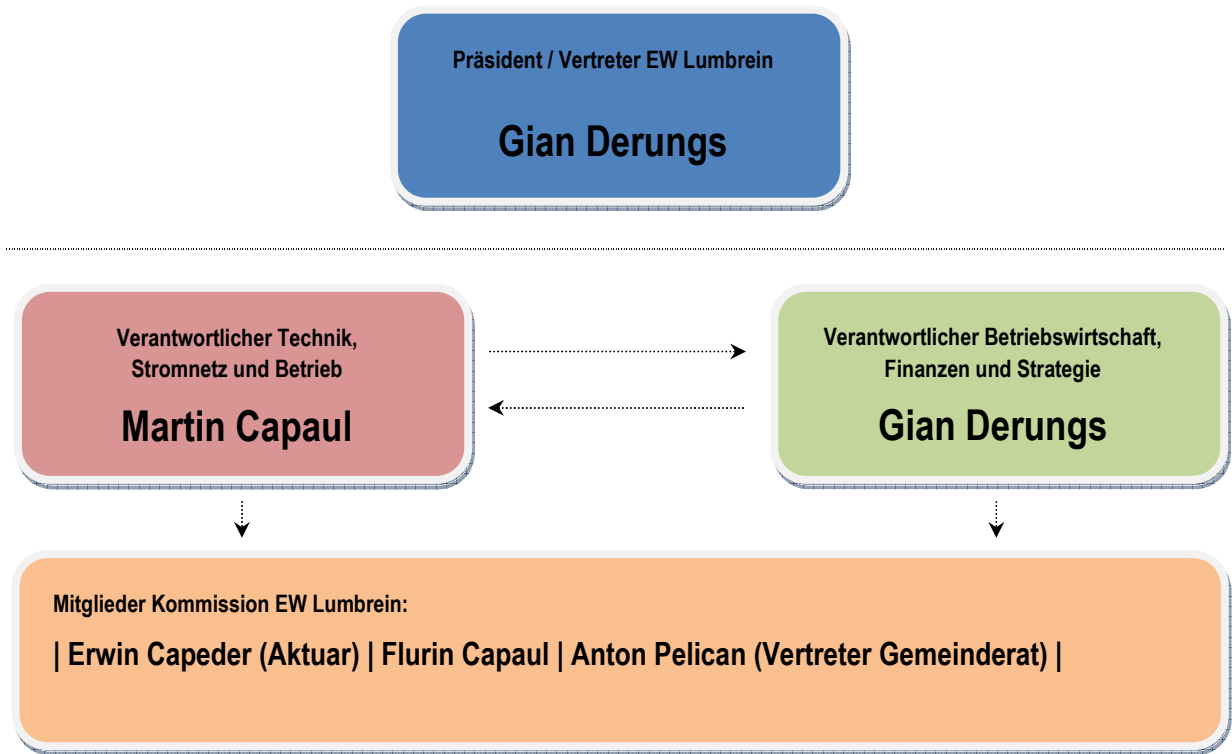 Präsident / Vertreter EW Lumbrein
Gian Derungs
Verantwortlicher Technik,
Stromnetz und Betrieb
Martin Capaul
Verantwortlicher Betriebswirtschaft,
Finanzen und Strategie
Gian Derungs
Mitglieder Kommission EW Lumbrein:
| Erwin Capeder (Aktuar) | Flurin Capaul | Anton Pelican (Vertreter Gemeinderat) |